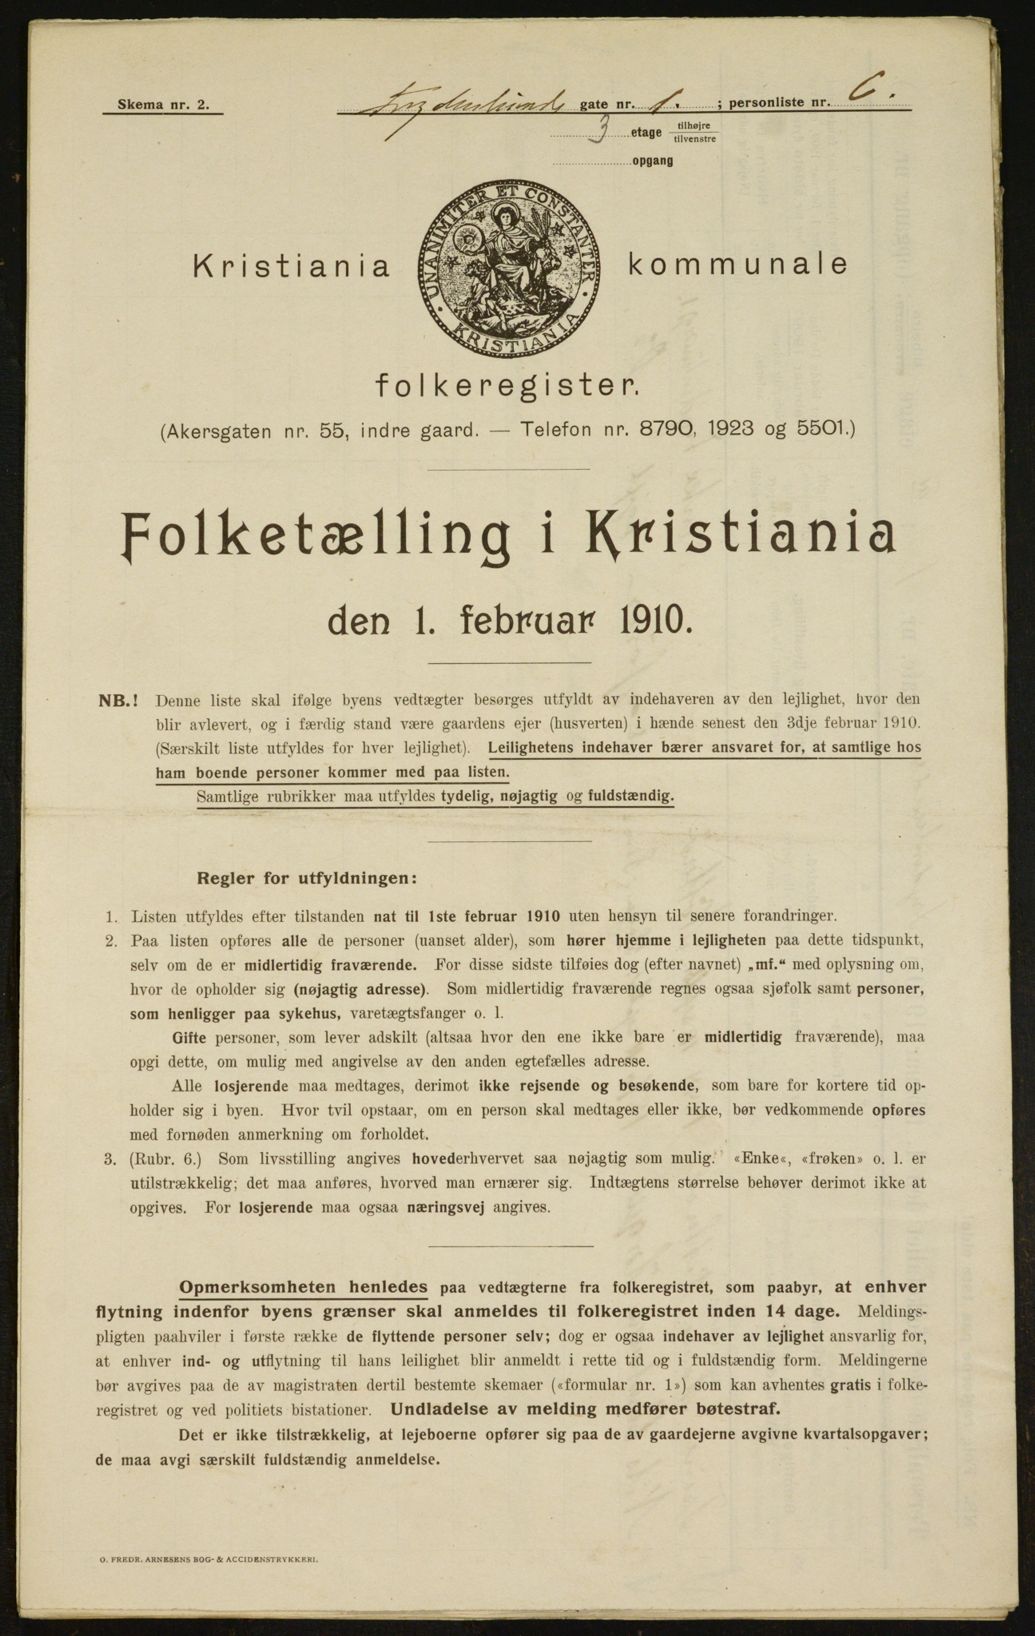 Skema nr. 2.
Frydenlunds gate nr. 1. ; personliste nr. 6.
3 etage tilhøjre
tilvenstre
opgang
UNANIMITER ET CONSTANTER
KRISTIANIA
Kristiania kommunale
folkeregister.
(Akersgaten nr. 55, indre gaard. — Telefon nr. 8790, 1923 og 5501.)
Folketælling i Kristiania
den 1. februar 1910.
NB.! Denne liste skal ifølge byens vedtægter besørges utfyldt av indehaveren av den lejlighet, hvor den
blir avlevert, og i færdig stand være gaardens ejer (husverten) i hænde senest den 3dje februar 1910.
(Særskilt liste utfyldes for hver lejlighet). Leilighetens indehaver bærer ansvaret for, at samtlige hos
ham boende personer kommer med paa listen.
Samtlige rubrikker maa utfyldes tydelig, nøjagtig og fuldstændig.
Regler for utfyldningen:
1. Listen utfyldes efter tilstanden nat til 1ste februar 1910 uten hensyn til senere forandringer.
2. Paa listen opføres alle de personer (uanset alder), som hører hjemme i lejligheten paa dette tidspunkt,
selv om de er midlertidig fraværende. For disse sidste tilføies dog (efter navnet) „mf.“ med oplysning om,
hvor de opholder sig (nøjagtig adresse). Som midlertidig fraværende regnes ogsaa sjøfolk samt personer,
som henligger paa sykehus, varetægtsfanger o. l.
Gifte personer, som lever adskilt (altsaa hvor den ene ikke bare er midlertidig fraværende), maa
opgi dette, om mulig med angivelse av den anden egtefælles adresse.
Alle losjerende maa medtages, derimot ikke rejsende og besøkende, som bare for kortere tid op-
holder sig i byen. Hvor tvil opstaar, om en person skal medtages eller ikke, bør vedkommende opføres
med fornøden anmerkning om forholdet.
3. (Rubr. 6.) Som livsstilling angives hovederhvervet saa nøjagtig som mulig. «Enke«, «frøken» o. l. er
utilstrækkelig; det maa anføres, hvorved man ernærer sig. Indtægtens størrelse behøver derimot ikke at
opgives. For losjerende maa ogsaa næringsvej angives.
Opmerksomheten henledes paa vedtægterne fra folkeregistret, som paabyr, at enhver
flytning indenfor byens grænser skal anmeldes til folkeregistret inden 14 dage. Meldings-
pligten paahviler i første række de flyttende personer selv; dog er ogsaa indehaver av lejlighet ansvarlig for,
at enhver ind- og utflytning til hans leilighet blir anmeldt i rette tid og i fuldstændig form. Meldingerne
bør avgives paa de av magistraten dertil bestemte skemaer («formular nr. 1») som kan avhentes gratis i folke-
registret og ved politiets bistationer. Undladelse av melding medfører bøtestraf.
Det er ikke tilstrækkelig, at lejeboerne opfører sig paa de av gaardejerne avgivne kvartalsopgaver;
de maa avgi særskilt fuldstændig anmeldelse.
O. FREDR. ARNESENS BOG- & ACCIDENSTRYKKERI.